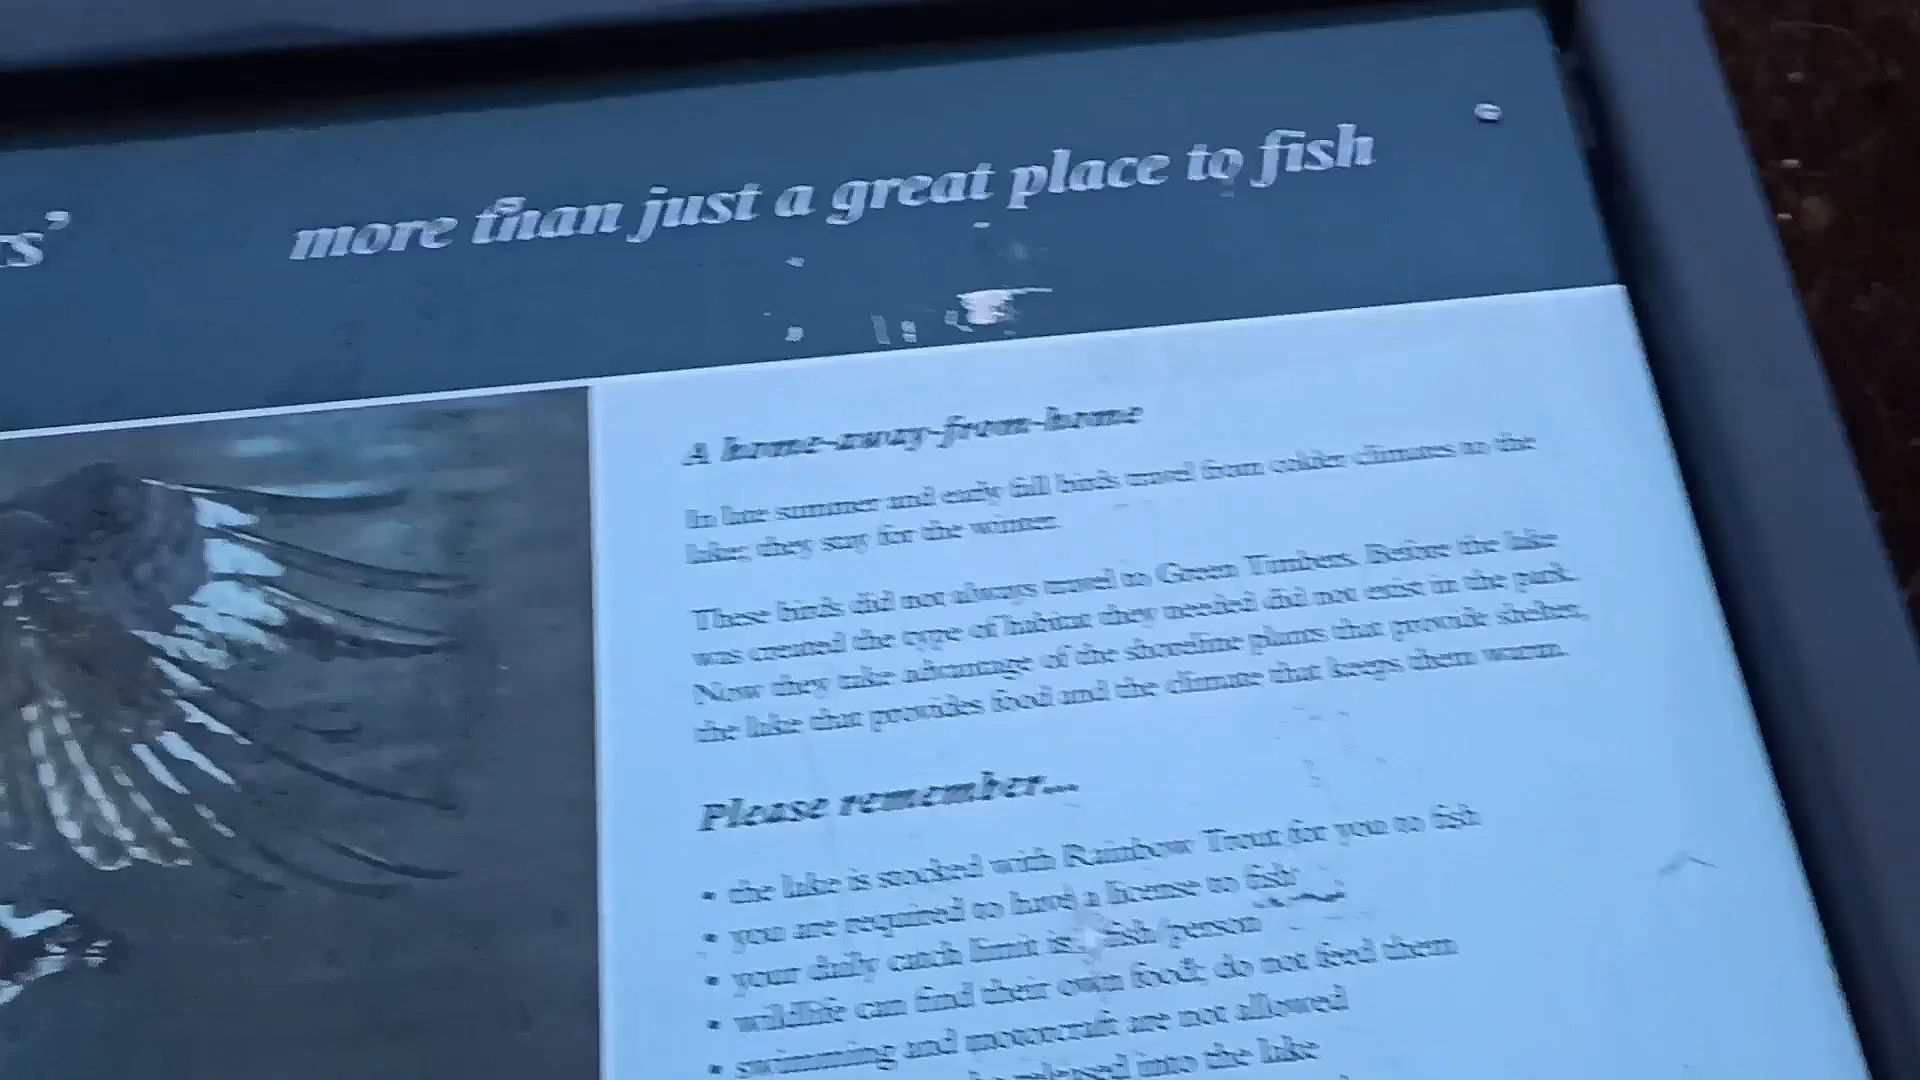 more than just a great place to fish
A home-away-from-home
In late summer and early fall birds travel from colder climates to the
lake; they stay for the winter.
These birds did not always travel to Green Timbers. Before the lake
was created the type of habitat they needed did not exist in the park.
Now they take advantage of the shoreline plants that provide shelter,
the lake that provides food and the climate that keeps them warm.
Please remember...
• the lake is stocked with Rainbow Trout for you to fish
• you are required to have a license to fish
• your daily catch limit is fish/person
• wildlife can find their own food; do not feed them
• swimming and motorcraft are not allowed
released into the lake